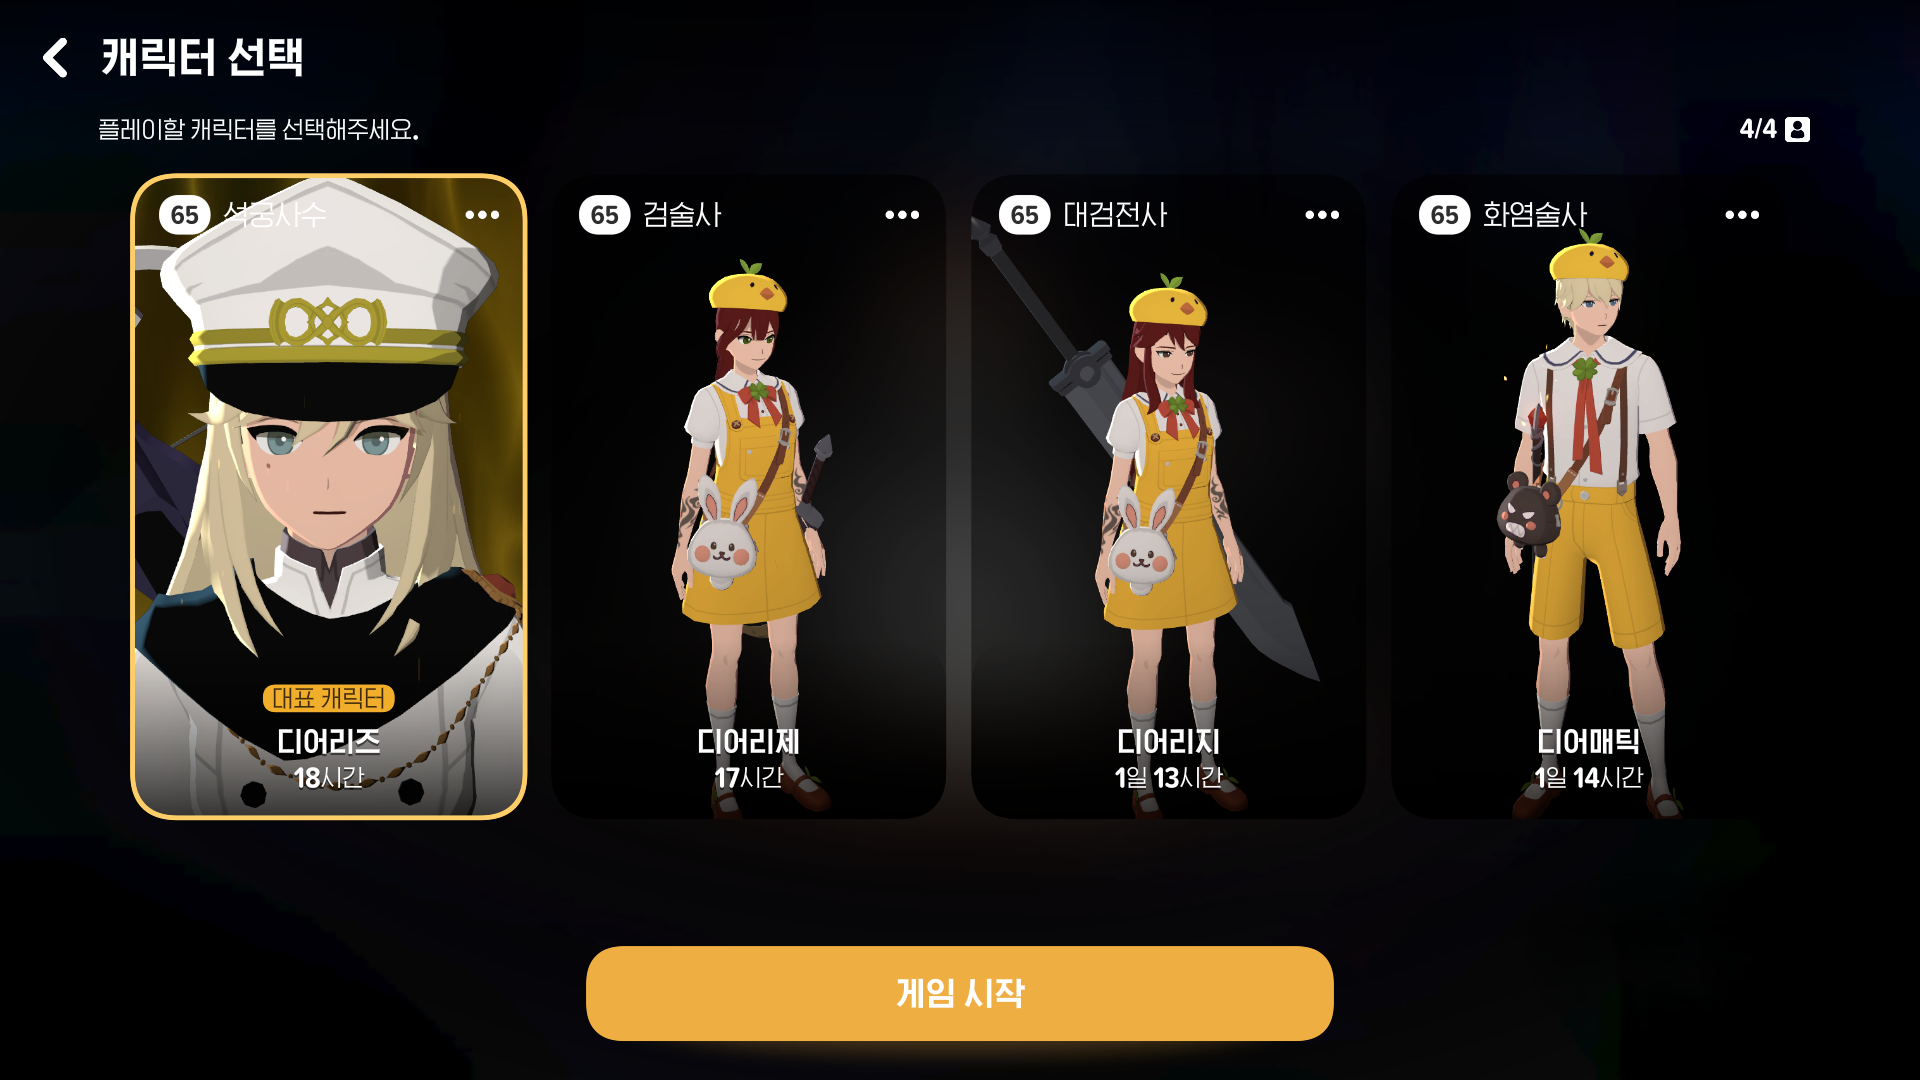 캐릭터 선택
플레이할 캐릭터를 선택해주세요.
4/4
65 석궁사수
65 검술사
65 대검전사
65 화염술사
대표 캐릭터
디어리즈
18시간
디어리제
17시간
디어리지
1일 13시간
디어매틱
1일 14시간
게임 시작